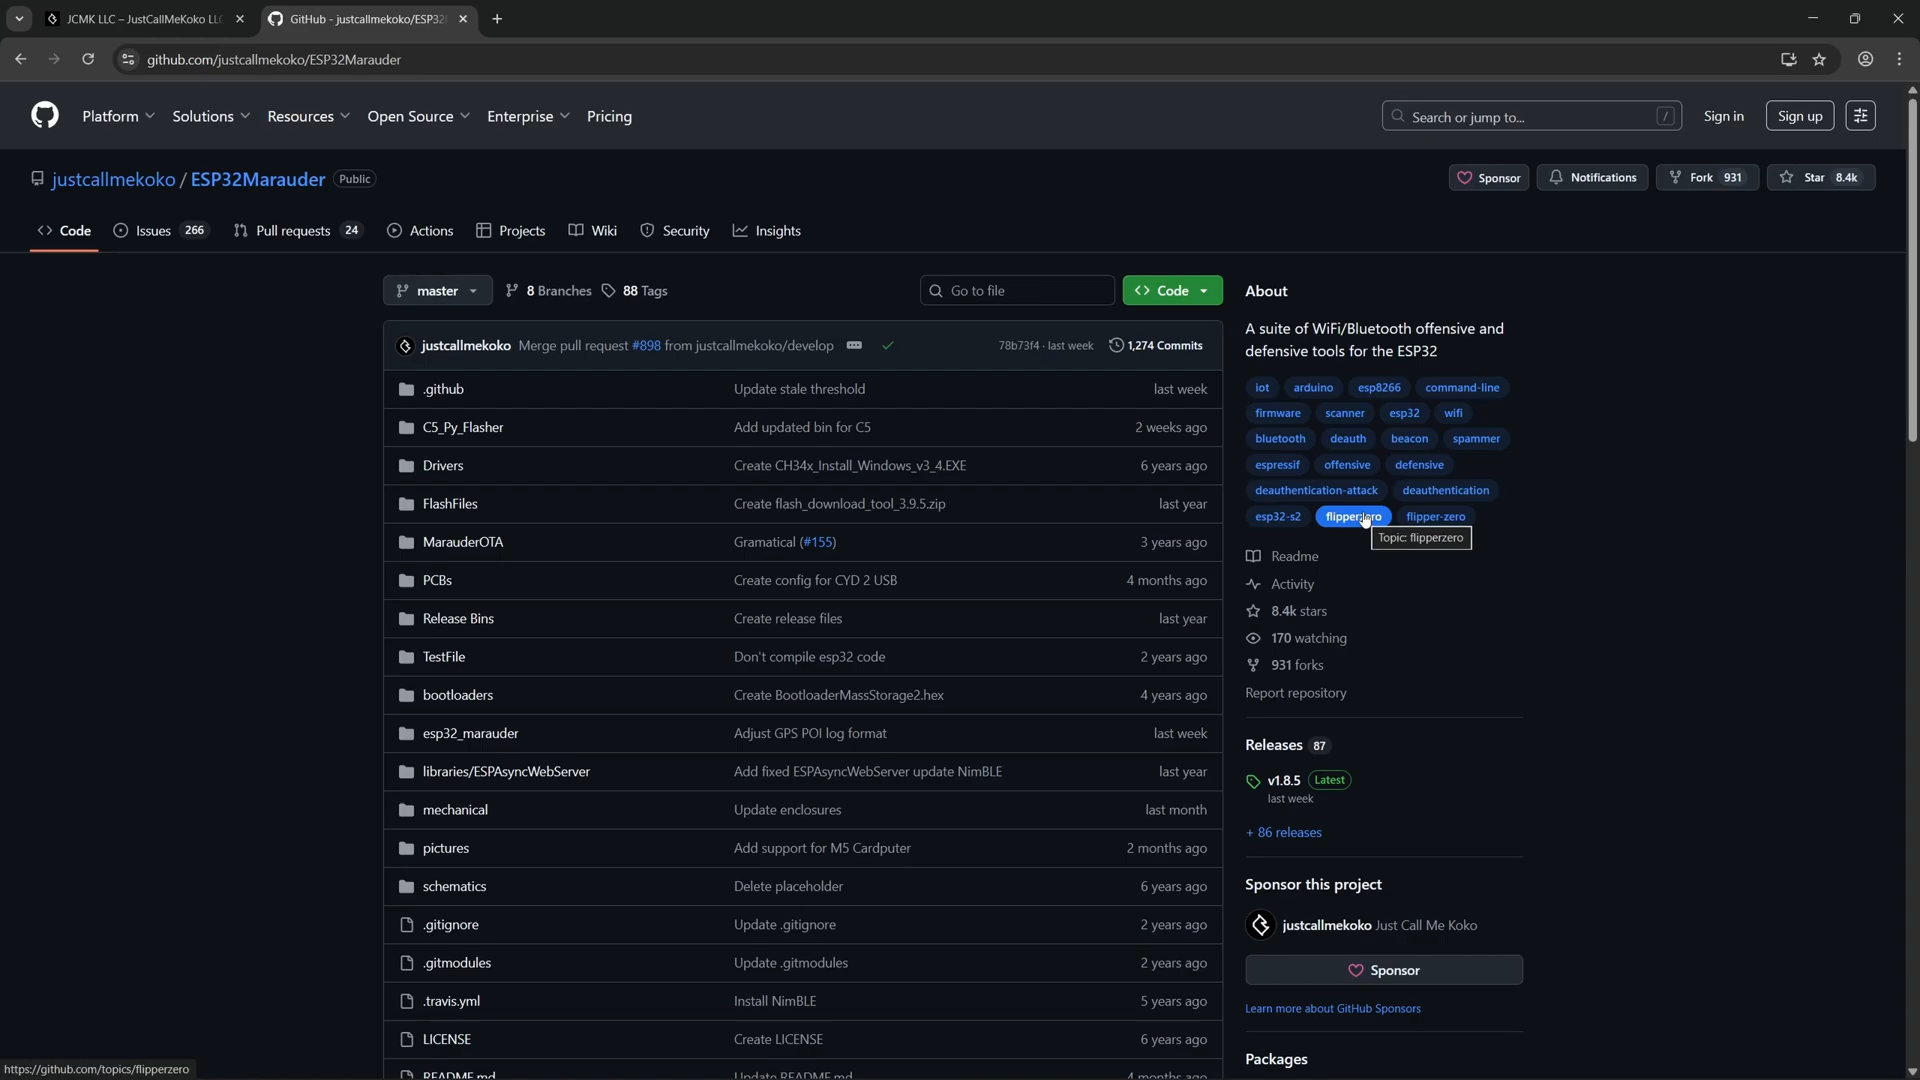 JCMK LLC – JustCallMeKoko LL
GitHub - justcallmekoko/ESP32
github.com/justcallmekoko/ESP32Marauder
Platform Solutions Resources Open Source Enterprise Pricing
Search or jump to... /
Sign in
Sign up
justcallmekoko / ESP32Marauder Public
Sponsor Notifications Fork 931 Star 8.4k
Code Issues 266 Pull requests 24 Actions Projects Wiki Security Insights
master 8 Branches 88 Tags Go to file Code
justcallmekoko Merge pull request #898 from justcallmekoko/develop 78b73f4 · last week 1,274 Commits
.github Update stale threshold last week
C5_Py_Flasher Add updated bin for C5 2 weeks ago
Drivers Create CH34x_Install_Windows_v3_4.EXE 6 years ago
FlashFiles Create flash_download_tool_3.9.5.zip last year
MarauderOTA Gramatical (#155) 3 years ago
PCBs Create config for CYD 2 USB 4 months ago
Release Bins Create release files last year
TestFile Don't compile esp32 code 2 years ago
bootloaders Create BootloaderMassStorage2.hex 4 years ago
esp32_marauder Adjust GPS POI log format last week
libraries/ESPAsyncWebServer Add fixed ESPAsyncWebServer update NimBLE last year
mechanical Update enclosures last month
pictures Add support for M5 Cardputer 2 months ago
schematics Delete placeholder 6 years ago
.gitignore Update .gitignore 2 years ago
.gitmodules Update .gitmodules 2 years ago
.travis.yml Install NimBLE 5 years ago
LICENSE Create LICENSE 6 years ago
README.md Update README.md 4 months ago
About
A suite of WiFi/Bluetooth offensive and
defensive tools for the ESP32
iot arduino esp8266 command-line
firmware scanner esp32 wifi
bluetooth deauth beacon spammer
espressif offensive defensive
deauthentication-attack deauthentication
esp32-s2 flipperzero flipper-zero
Topic: flipperzero
Readme
Activity
8.4k stars
170 watching
931 forks
Report repository
Releases 87
v1.8.5 Latest
last week
+ 86 releases
Sponsor this project
justcallmekoko Just Call Me Koko
Sponsor
Learn more about GitHub Sponsors
Packages
https://github.com/topics/flipperzero